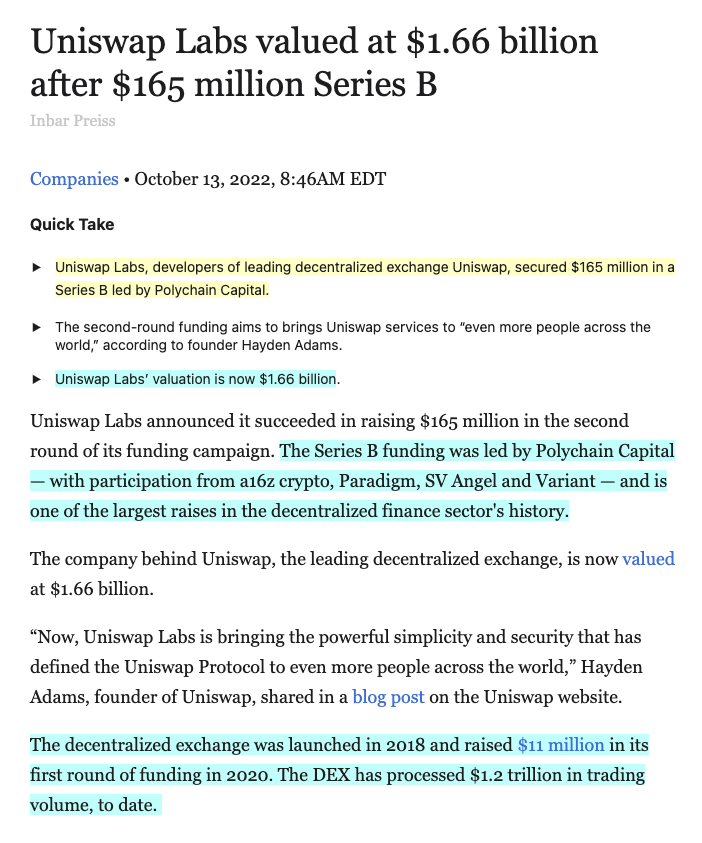 Uniswap Labs valued at $1.66 billion
after $165 million Series B
Inbar Preiss
Companies • October 13, 2022, 8:46AM EDT
Quick Take
► Uniswap Labs, developers of leading decentralized exchange Uniswap, secured $165 million in a
Series B led by Polychain Capital.
► The second-round funding aims to brings Uniswap services to “even more people across the
world,” according to founder Hayden Adams.
► Uniswap Labs’ valuation is now $1.66 billion.
Uniswap Labs announced it succeeded in raising $165 million in the second
round of its funding campaign. The Series B funding was led by Polychain Capital
— with participation from a16z crypto, Paradigm, SV Angel and Variant — and is
one of the largest raises in the decentralized finance sector's history.
The company behind Uniswap, the leading decentralized exchange, is now valued
at $1.66 billion.
“Now, Uniswap Labs is bringing the powerful simplicity and security that has
defined the Uniswap Protocol to even more people across the world,” Hayden
Adams, founder of Uniswap, shared in a blog post on the Uniswap website.
The decentralized exchange was launched in 2018 and raised $11 million in its
first round of funding in 2020. The DEX has processed $1.2 trillion in trading
volume, to date.